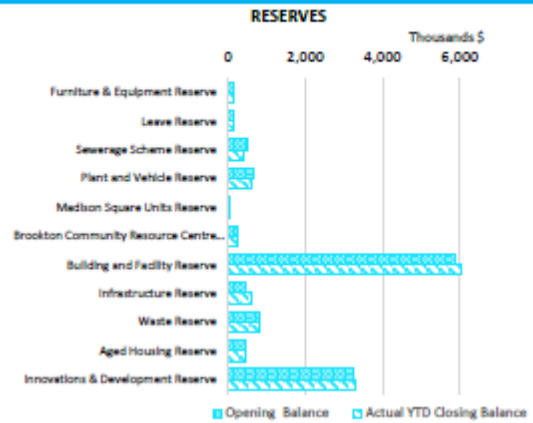 RESERVES
Thousands $
0 2,000 4,000 6,000
Furniture & Equipment Reserve
Leave Reserve
Sewerage Scheme Reserve
Plant and Vehicle Reserve
Madison Square Units Reserve
Brookton Community Resource Centre...
Building and Facility Reserve
Infrastructure Reserve
Waste Reserve
Aged Housing Reserve
Innovations & Development Reserve
Opening Balance Actual YTD Closing Balance